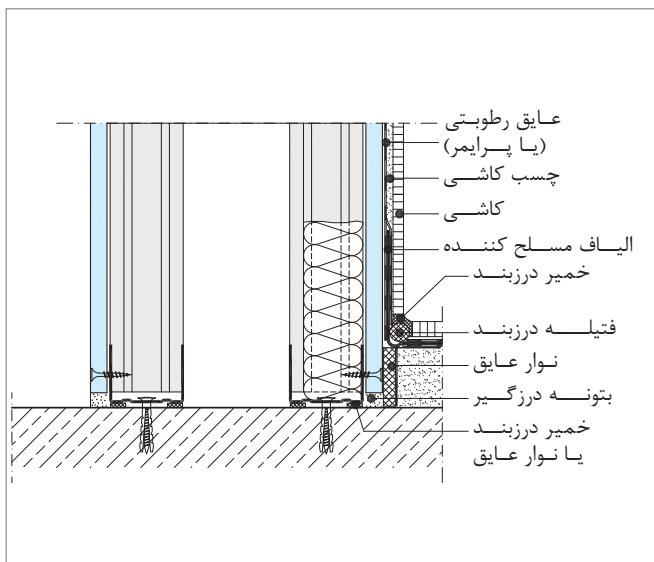 عایق رطوبتی
(یا پرایمر)
چسب کاشی
کاشی
الیاف مسلح کننده
خمیر درزبند
فتیله درزبند
نوار عایق
بتونه درزگیر
خمیر درزبند
یا نوار عایق